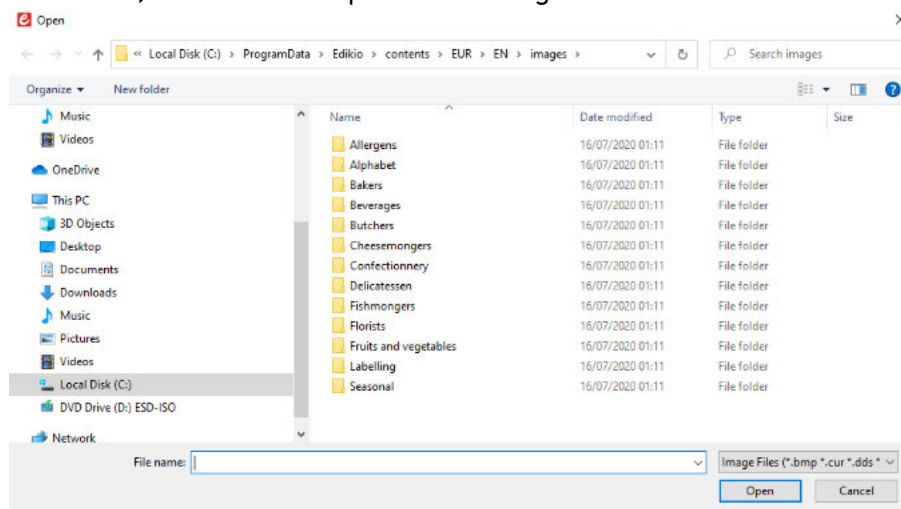 Open
« Local Disk (C:) › ProgramData › Edikio › contents › EUR › EN › images ›
Search images
Organize
New folder
Music
Videos
OneDrive
This PC
3D Objects
Desktop
Documents
Downloads
Music
Pictures
Videos
Local Disk (C:)
DVD Drive (D:) ESD-ISO
Network
Name Date modified Type Size
Allergens 16/07/2020 01:11 File folder
Alphabet 16/07/2020 01:11 File folder
Bakers 16/07/2020 01:11 File folder
Beverages 16/07/2020 01:11 File folder
Butchers 16/07/2020 01:11 File folder
Cheesemongers 16/07/2020 01:11 File folder
Confectionnery 16/07/2020 01:11 File folder
Delicatessen 16/07/2020 01:11 File folder
Fishmongers 16/07/2020 01:11 File folder
Florists 16/07/2020 01:11 File folder
Fruits and vegetables 16/07/2020 01:11 File folder
Labelling 16/07/2020 01:11 File folder
Seasonal 16/07/2020 01:11 File folder
File name:
Image Files (*.bmp *.cur *.dds *
Open
Cancel